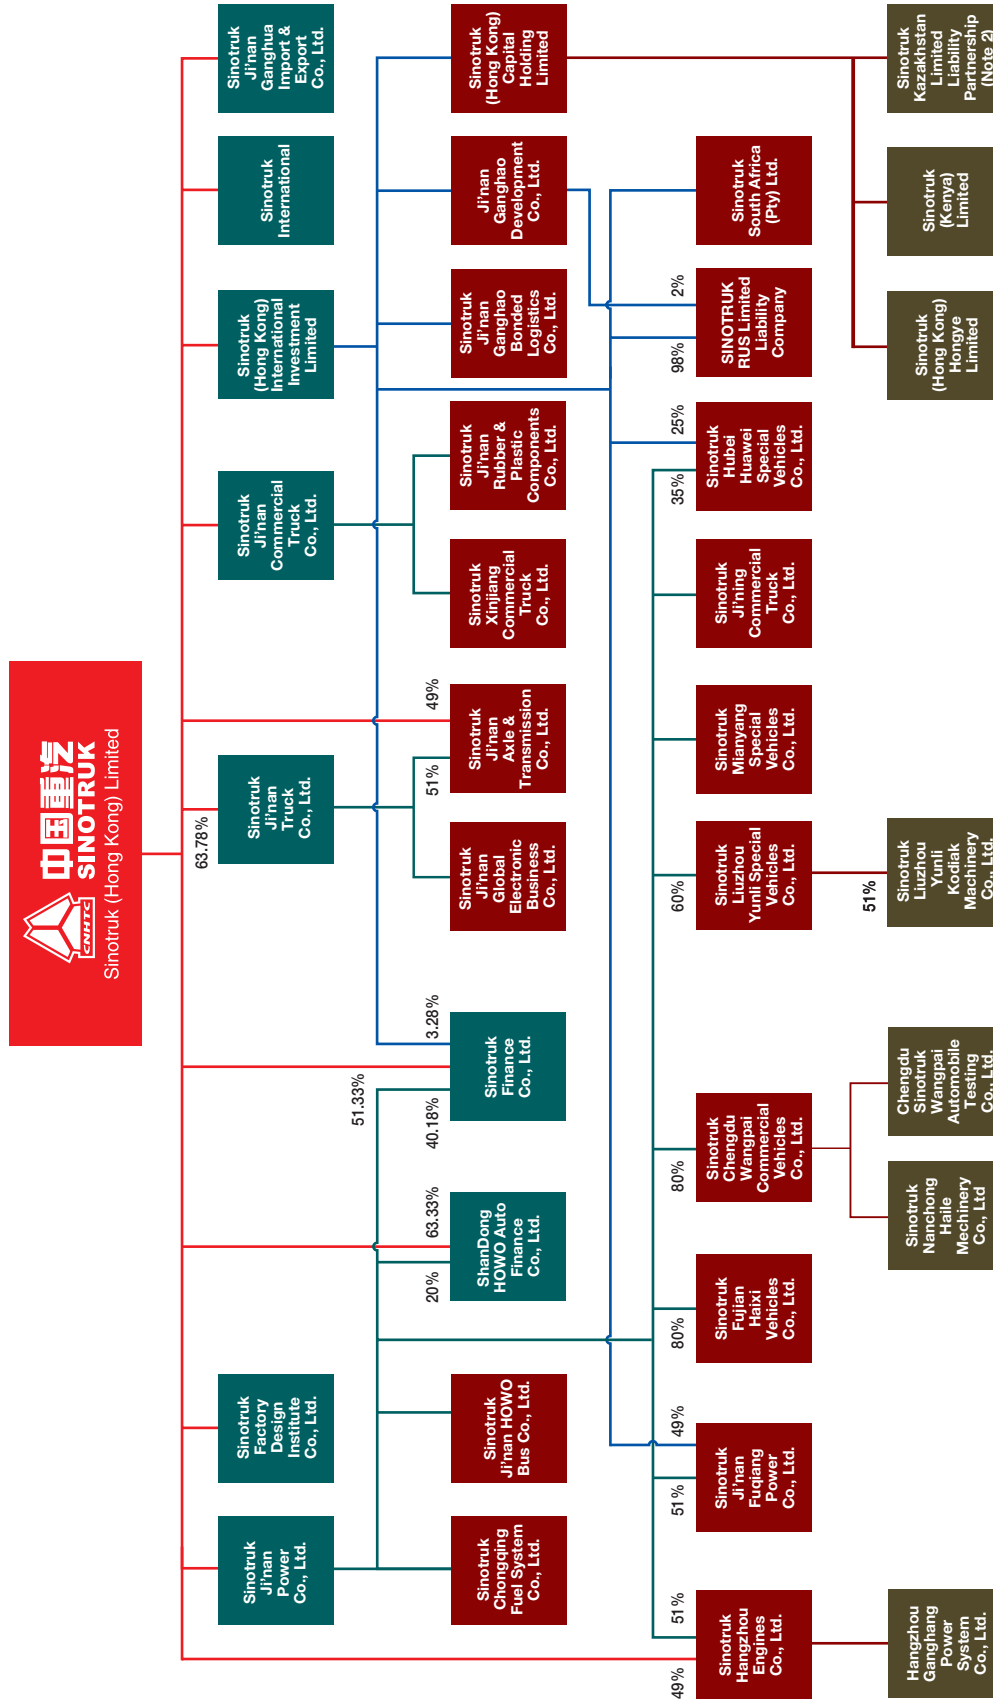 中国重汽
SINOTRUK
CNHTC
Sinotruk (Hong Kong) Limited
63.78%
Sinotruk
Ji'nan
Power
Co., Ltd.
Sinotruk
Factory
Design
Institute
Co., Ltd.
Sinotruk
Ji'nan
Truck
Co., Ltd.
Sinotruk
Ji'nan
Commercial
Truck
Co., Ltd.
Sinotruk
(Hong Kong)
International
Investment
Limited
Sinotruk
International
Sinotruk
Ji'nan
Ganghua
Import &
Export
Co., Ltd.
51.33%
20%
63.33%
40.18%
3.28%
51%
49%
Sinotruk
Chongqing
Fuel System
Co., Ltd.
Sinotruk
Ji'nan HOWO
Bus Co., Ltd.
ShanDong
HOWO Auto
Finance
Co., Ltd.
Sinotruk
Finance
Co., Ltd.
Sinotruk
Ji'nan
Global
Electronic
Business
Co., Ltd.
Sinotruk
Ji'nan
Axle &
Transmission
Co., Ltd.
Sinotruk
Xinjiang
Commercial
Truck
Co., Ltd.
Sinotruk
Ji'nan
Rubber &
Plastic
Components
Co., Ltd.
Sinotruk
Ji'nan
Ganghao
Bonded
Logistics
Co., Ltd.
Ji'nan
Ganghao
Development
Co., Ltd.
Sinotruk
(Hong Kong)
Capital
Holding
Limited
49%
51%
51%
49%
80%
80%
60%
35%
25%
98%
2%
Sinotruk
Hangzhou
Engines
Co., Ltd.
Sinotruk
Ji'nan
Fuqiang
Power
Co., Ltd.
Sinotruk
Fujian
Haixi
Vehicles
Co., Ltd.
Sinotruk
Chengdu
Wangpai
Commercial
Vehicles
Co., Ltd.
Sinotruk
Liuzhou
Yunli Special
Vehicles
Co., Ltd.
Sinotruk
Mianyang
Special
Vehicles
Co., Ltd.
Sinotruk
Ji'ning
Commercial
Truck
Co., Ltd.
Sinotruk
Hubei
Huawei
Special
Vehicles
Co., Ltd.
SINOTRUK
RUS Limited
Liability
Company
Sinotruk
South Africa
(Pty) Ltd.
51%
Hangzhou
Ganghang
Power
System
Co., Ltd.
Sinotruk
Nanchong
Haile
Mechinery
Co., Ltd
Chengdu
Sinotruk
Wangpai
Automobile
Testing
Co., Ltd.
Sinotruk
Liuzhou
Yunli
Kodiak
Machinery
Co., Ltd.
Sinotruk
(Hong Kong)
Hongye
Limited
Sinotruk
(Kenya)
Limited
Sinotruk
Kazakhstan
Limited
Liability
Partnership
(Note 2)